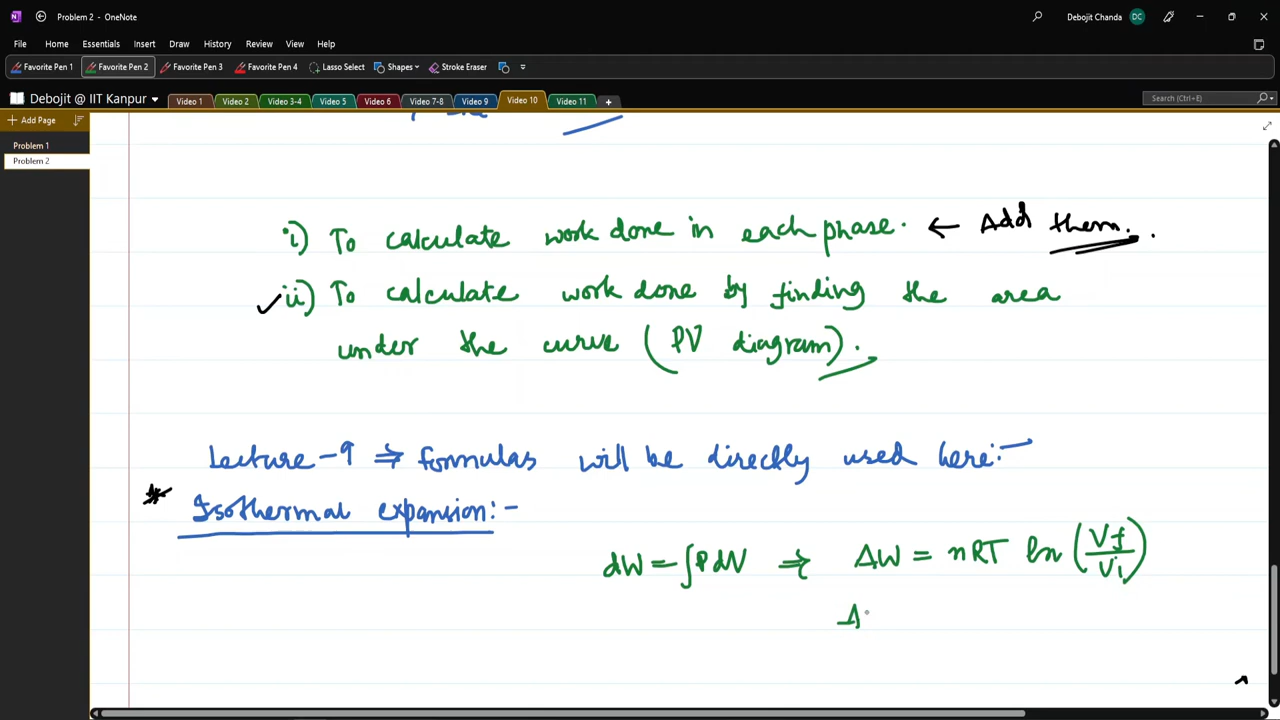 Problem 2 - OneNote
Debojit Chanda DC
File Home Essentials Insert Draw History Review View Help
Favorite Pen 1 Favorite Pen 2 Favorite Pen 3 Favorite Pen 4 Lasso Select Shapes Stroke Eraser
Debojit @ IIT Kanpur Video 1 Video 2 Video 3-4 Video 5 Video 6 Video 7-8 Video 9 Video 10 Video 11 + Search (Ctrl+E)
+ Add Page
Problem 1
Problem 2
i) To calculate work done in each phase. ← Add them.
✓ ii) To calculate work done by finding the area
under the curve (PV diagram).
Lecture-9 ⇒ formulas will be directly used here:-
* Isothermal expansion:-
dW = ∫PdV ⇒ ΔW = nRT ln (Vf/Vi)
Δ